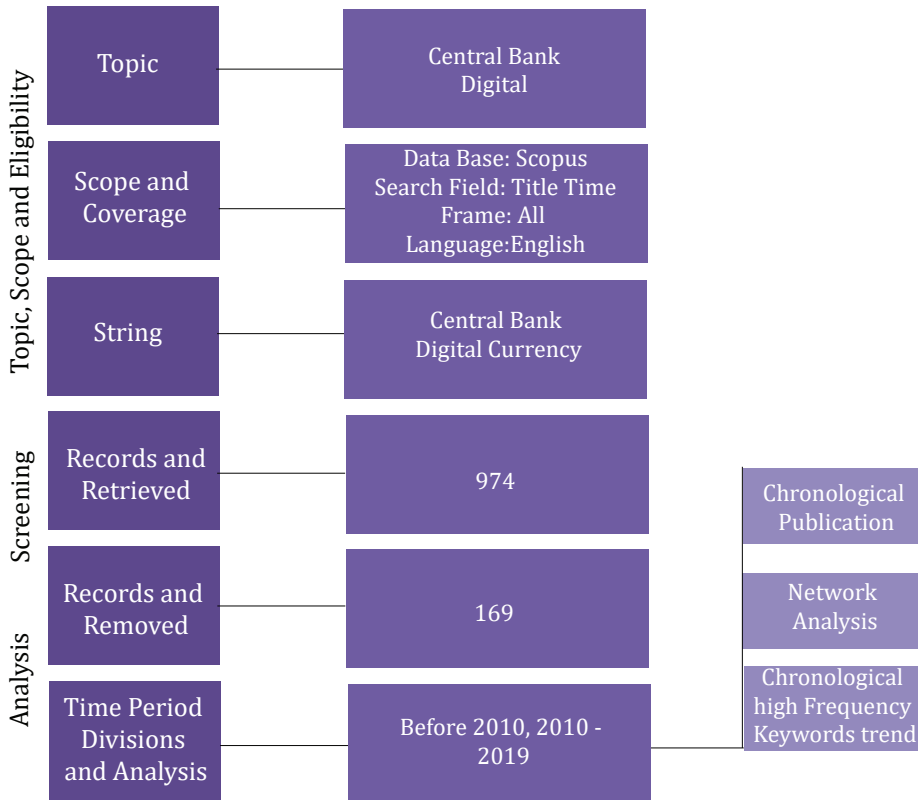 Topic, Scope and Eligibility
Topic
Central Bank
Digital
Scope and
Coverage
Data Base: Scopus
Search Field: Title Time
Frame: All
Language:English
String
Central Bank
Digital Currency
Screening
Records and
Retrieved
974
Analysis
Records and
Removed
169
Time Period
Divisions
and Analysis
Before 2010, 2010 -
2019
Chronological
Publication
Network
Analysis
Chronological
high Frequency
Keywords trend